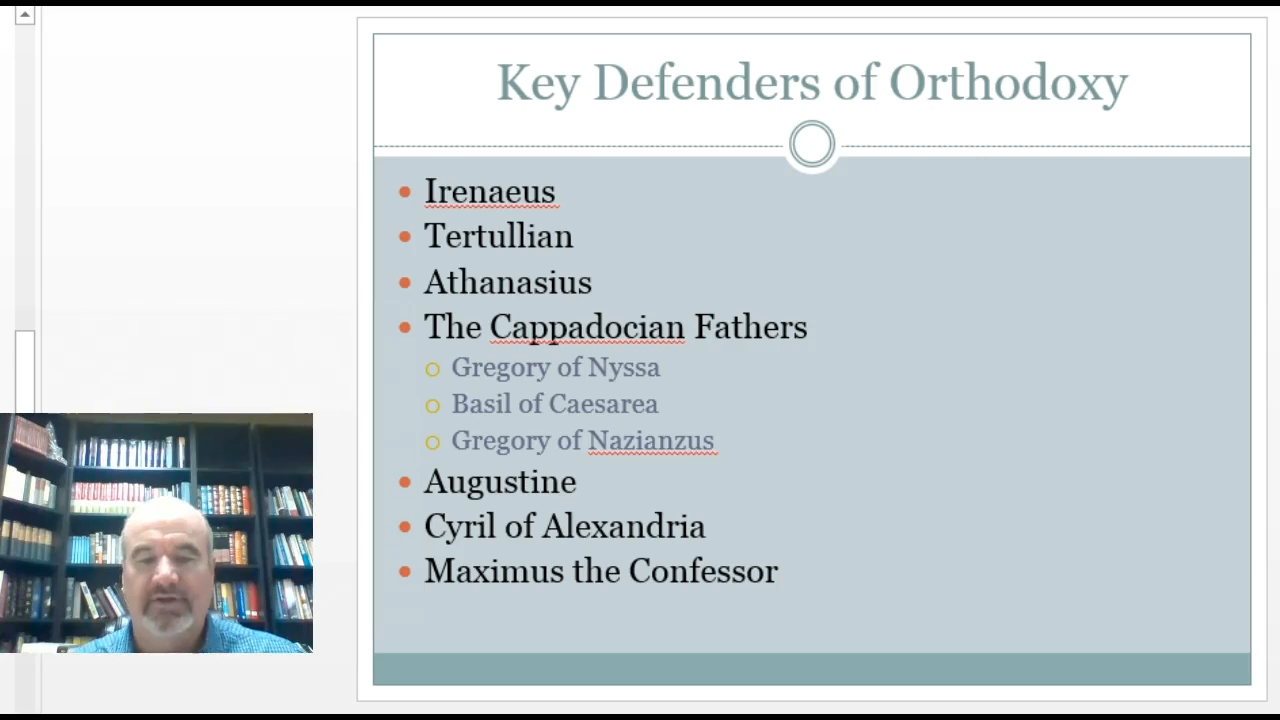 Key Defenders of Orthodoxy
Irenaeus
Tertullian
Athanasius
The Cappadocian Fathers
Gregory of Nyssa
Basil of Caesarea
Gregory of Nazianzus
Augustine
Cyril of Alexandria
Maximus the Confessor